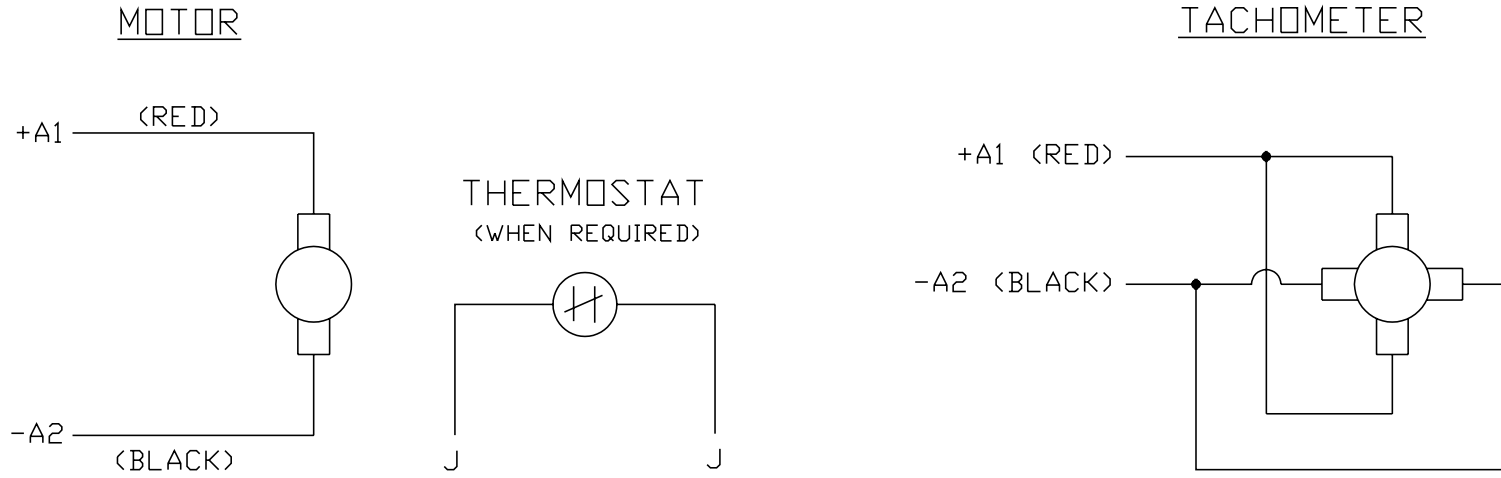 MOTOR
+A1 (RED)
-A2
(BLACK)
THERMOSTAT
(WHEN REQUIRED)
J J
TACHOMETER
+A1 (RED)
-A2 (BLACK)